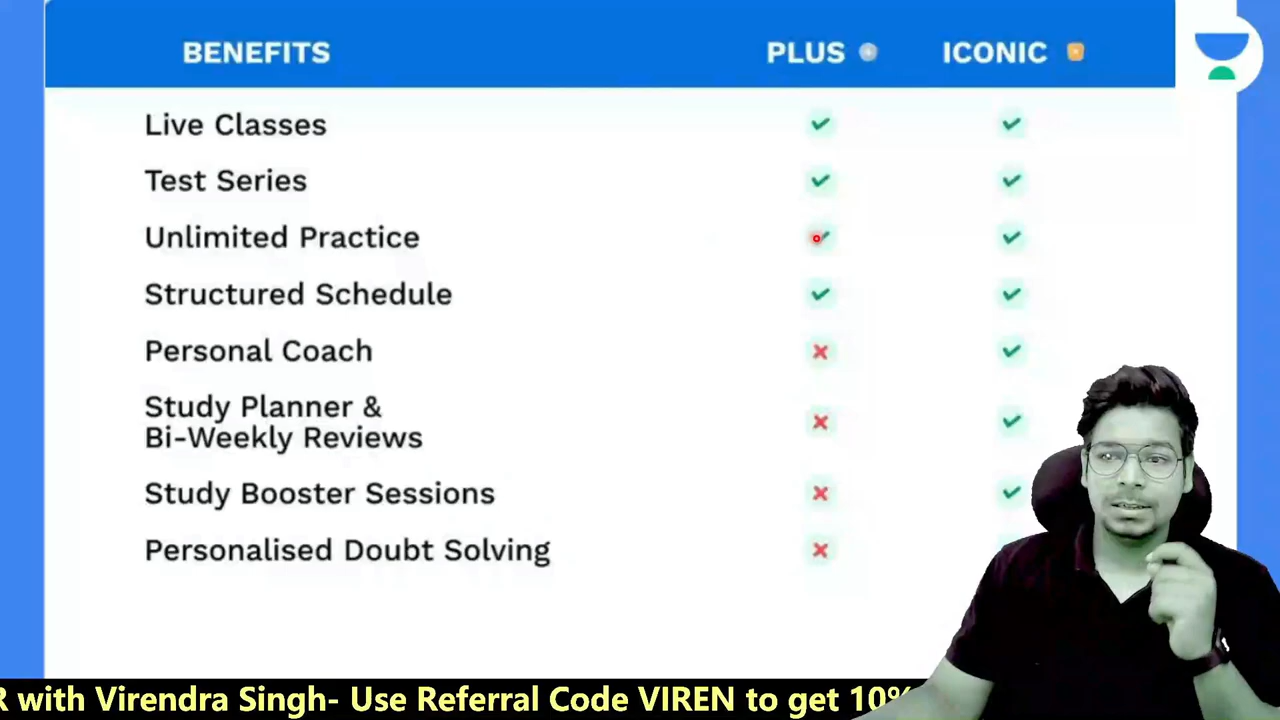 BENEFITS PLUS ICONIC
Live Classes
Test Series
Unlimited Practice
Structured Schedule
Personal Coach
Study Planner &
Bi-Weekly Reviews
Study Booster Sessions
Personalised Doubt Solving
R with Virendra Singh- Use Referral Code VIREN to get 10%